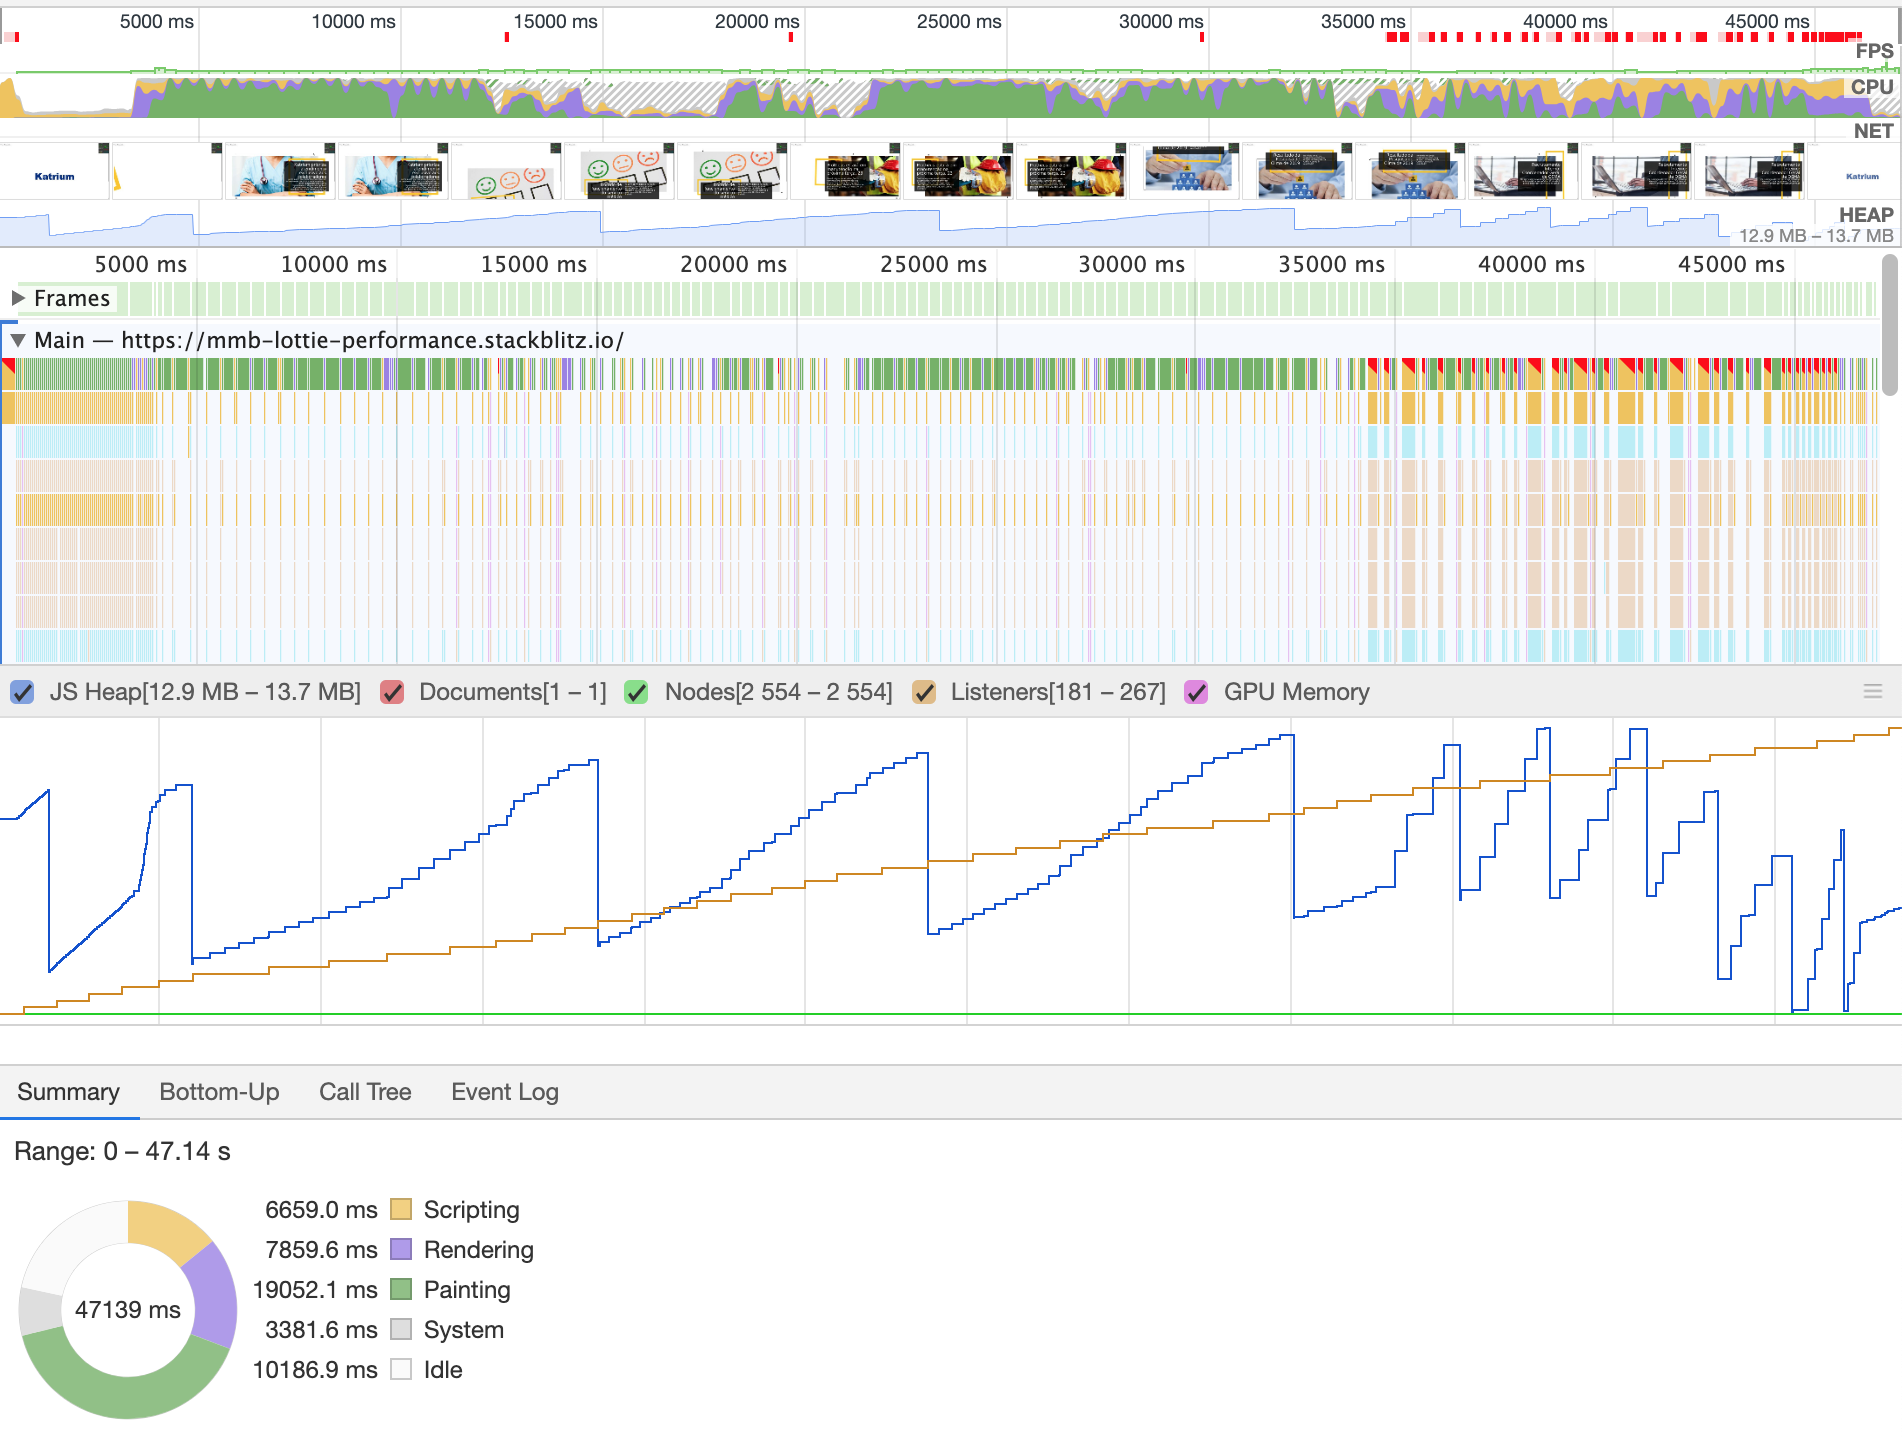 5000 ms 10000 ms 15000 ms 20000 ms 25000 ms 30000 ms 35000 ms 40000 ms 45000 ms
FPS
CPU
NET
Katrium
Katrium
HEAP
12.9 MB – 13.7 MB
5000 ms 10000 ms 15000 ms 20000 ms 25000 ms 30000 ms 35000 ms 40000 ms 45000 ms
Frames
Main — https://mmb-lottie-performance.stackblitz.io/
JS Heap[12.9 MB – 13.7 MB] Documents[1 – 1] Nodes[2 554 – 2 554] Listeners[181 – 267] GPU Memory
Summary Bottom-Up Call Tree Event Log
Range: 0 – 47.14 s
6659.0 ms Scripting
7859.6 ms Rendering
47139 ms
19052.1 ms Painting
3381.6 ms System
10186.9 ms Idle